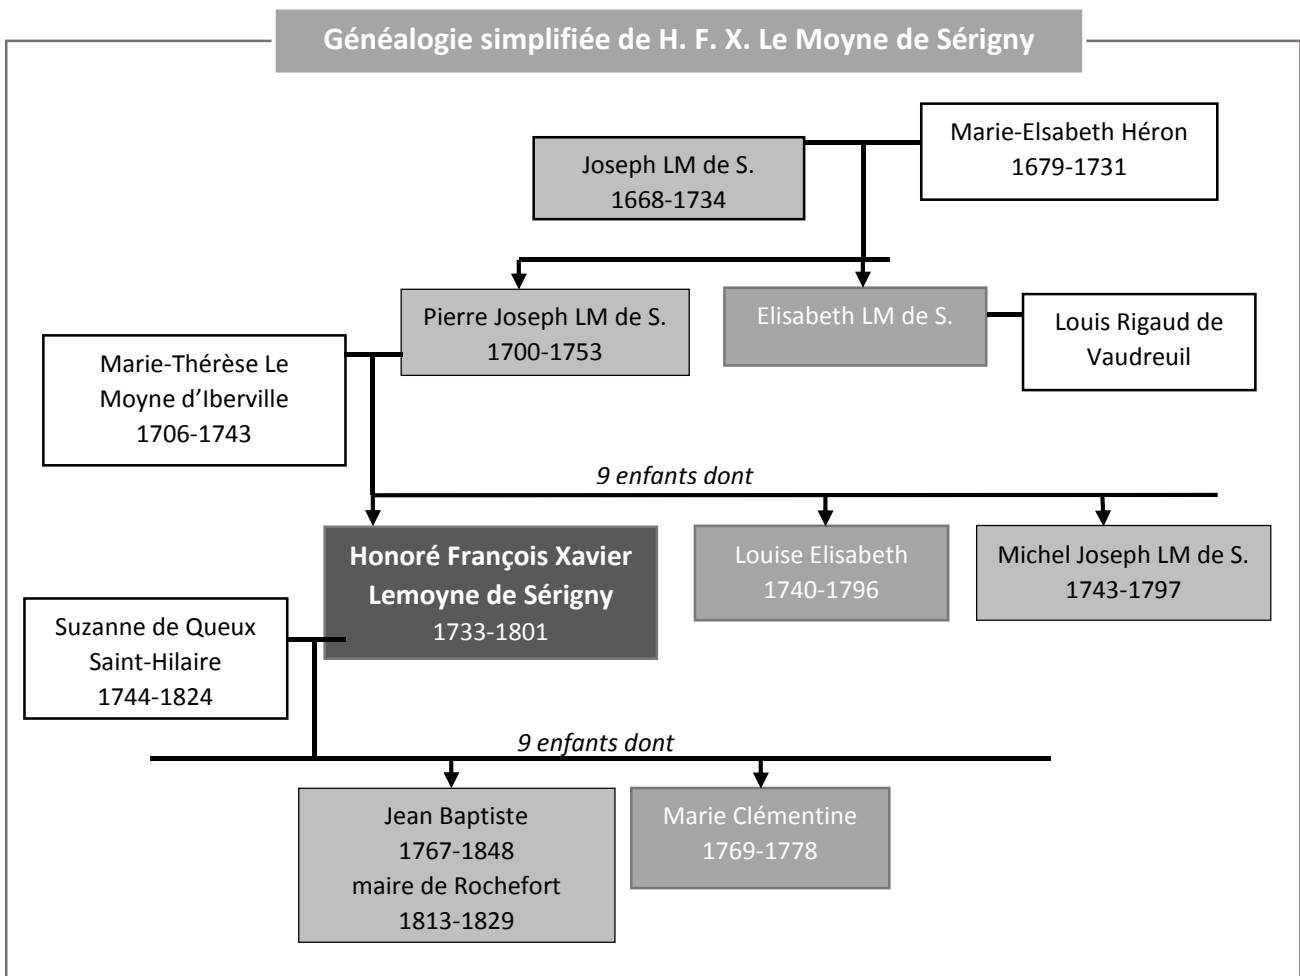 Généalogie simplifiée de H. F. X. Le Moyne de Sérigny
Marie-Elsabeth Héron
1679-1731
Joseph LM de S.
1668-1734
Pierre Joseph LM de S.
1700-1753
Elisabeth LM de S.
Louis Rigaud de
Vaudreuil
Marie-Thérèse Le
Moyne d’Iberville
1706-1743
9 enfants dont
Honoré François Xavier
Lemoyne de Sérigny
1733-1801
Louise Elisabeth
1740-1796
Michel Joseph LM de S.
1743-1797
Suzanne de Queux
Saint-Hilaire
1744-1824
9 enfants dont
Jean Baptiste
1767-1848
maire de Rochefort
1813-1829
Marie Clémentine
1769-1778